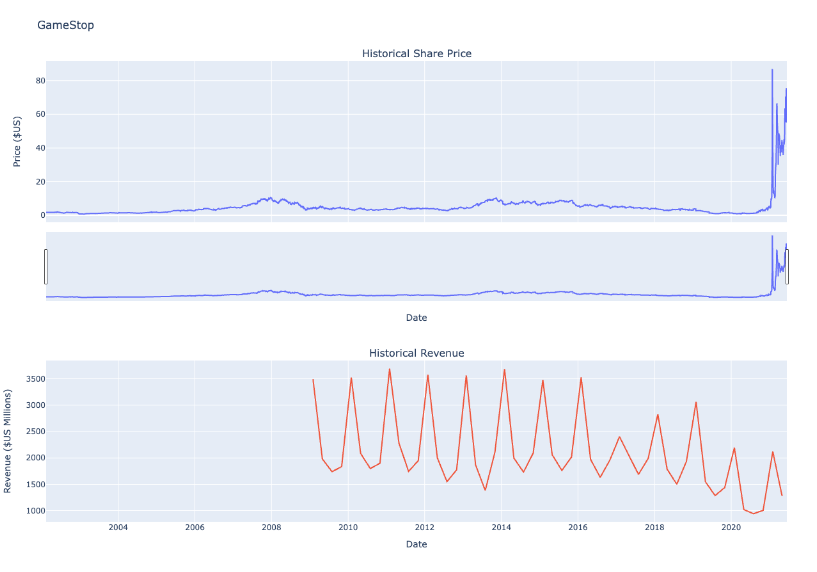 GameStop
Historical Share Price
80
60
40
20
0
Price ($US)
Date
Historical Revenue
3500
3000
2500
2000
1500
1000
Revenue ($US Millions)
2004 2006 2008 2010 2012 2014 2016 2018 2020
Date